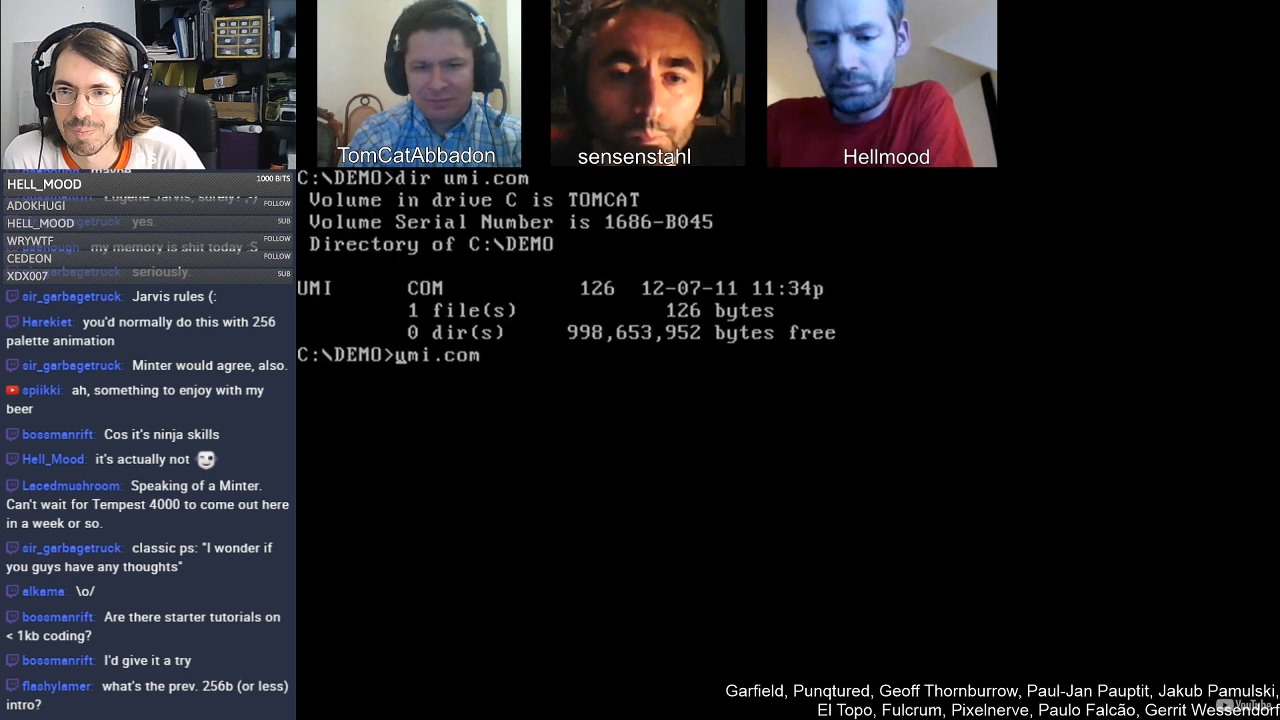 TomCatAbbadon
sensenstahl
Hellmood
HELL_MOOD 1000 BITS
ADOKHUGI FOLLOW
HELL_MOOD SUB
yes.
WRYWTF FOLLOW
my memory is shit today :S
CEDEON FOLLOW
seriously.
XDX007 SUB
sir_garbagetruck: Jarvis rules (:
Harekiet: you'd normally do this with 256
palette animation
sir_garbagetruck: Minter would agree, also.
spiikki: ah, something to enjoy with my
beer
bossmanrift: Cos it's ninja skills
Hell_Mood: it's actually not
Lacedmushroom: Speaking of a Minter.
Can't wait for Tempest 4000 to come out here
in a week or so.
sir_garbagetruck: classic ps: "I wonder if
you guys have any thoughts"
alkama: \o/
bossmanrift: Are there starter tutorials on
< 1kb coding?
bossmanrift: I'd give it a try
flashylamer: what's the prev. 256b (or less)
intro?
C:\DEMO>dir umi.com
Volume in drive C is TOMCAT
Volume Serial Number is 1686-B045
Directory of C:\DEMO
UMI COM 126 12-07-11 11:34p
1 file(s) 126 bytes
0 dir(s) 998,653,952 bytes free
C:\DEMO>umi.com
Garfield, Punqtured, Geoff Thornburrow, Paul-Jan Pauptit, Jakub Pamulski,
El Topo, Fulcrum, Pixelnerve, Paulo Falcão, Gerrit Wessendorf
YouTube